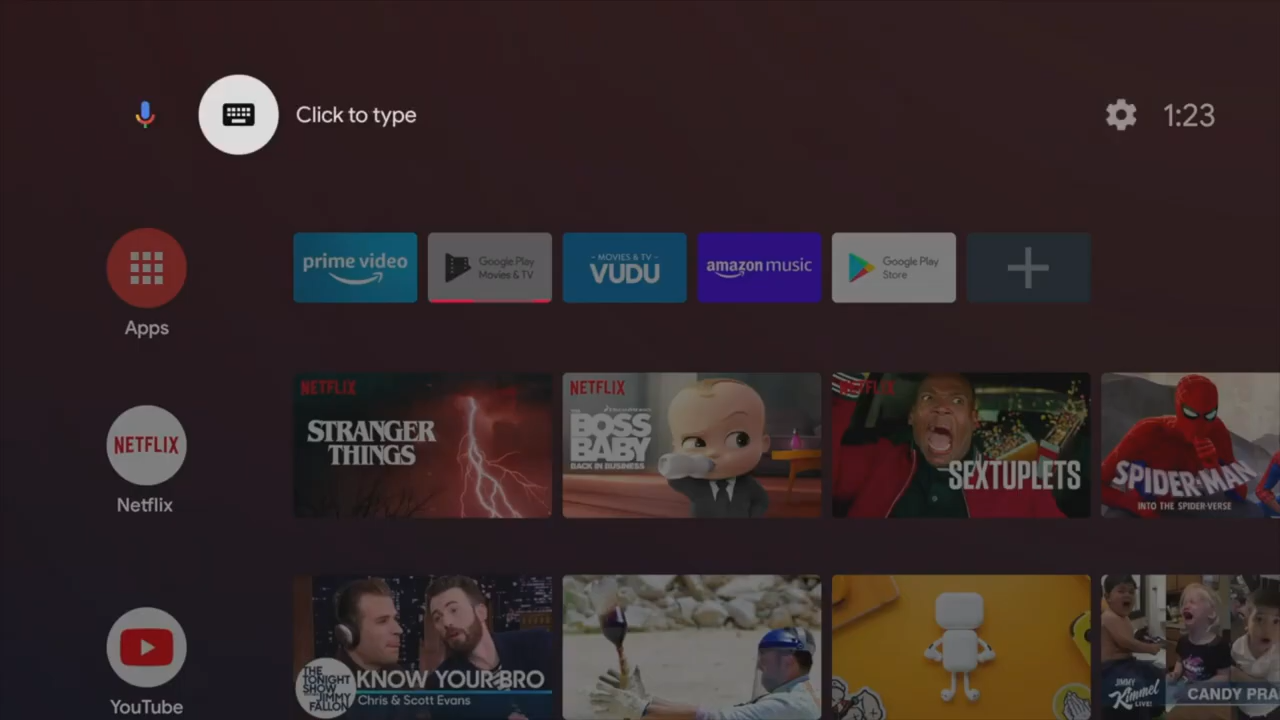 Click to type
1:23
prime video
Google Play
Movies & TV
- MOVIES & TV -
VUDU
amazon music
Google Play
Store
Apps
NETFLIX
STRANGER
THINGS
NETFLIX
THE
BOSS
BABY
BACK IN BUSINESS
NETFLIX
SEXTUPLETS
SPIDER-MAN
INTO THE SPIDER-VERSE
NETFLIX
Netflix
THE
TONIGHT
SHOW
JIMMY
FALLON
KNOW YOUR BRO
Chris & Scott Evans
JIMMY
Kimmel
LIVE!
CANDY PRA
YouTube